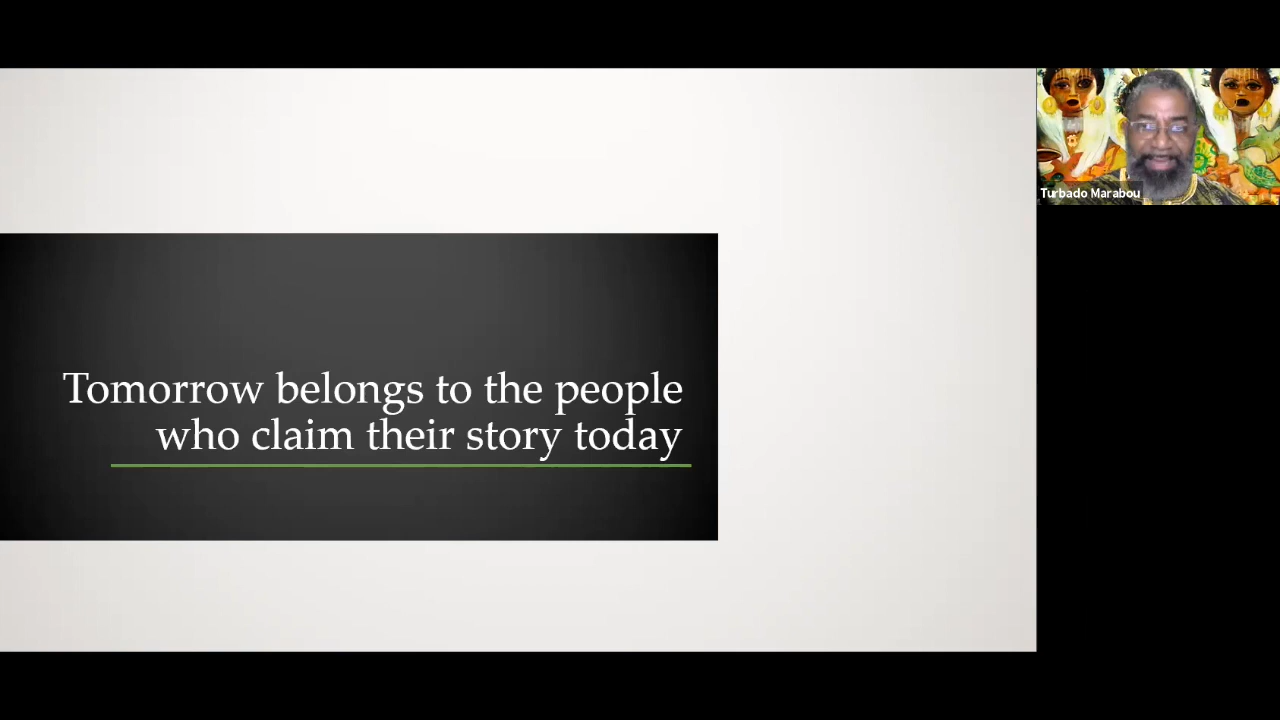 Tomorrow belongs to the people
who claim their story today
Turbado Marabou